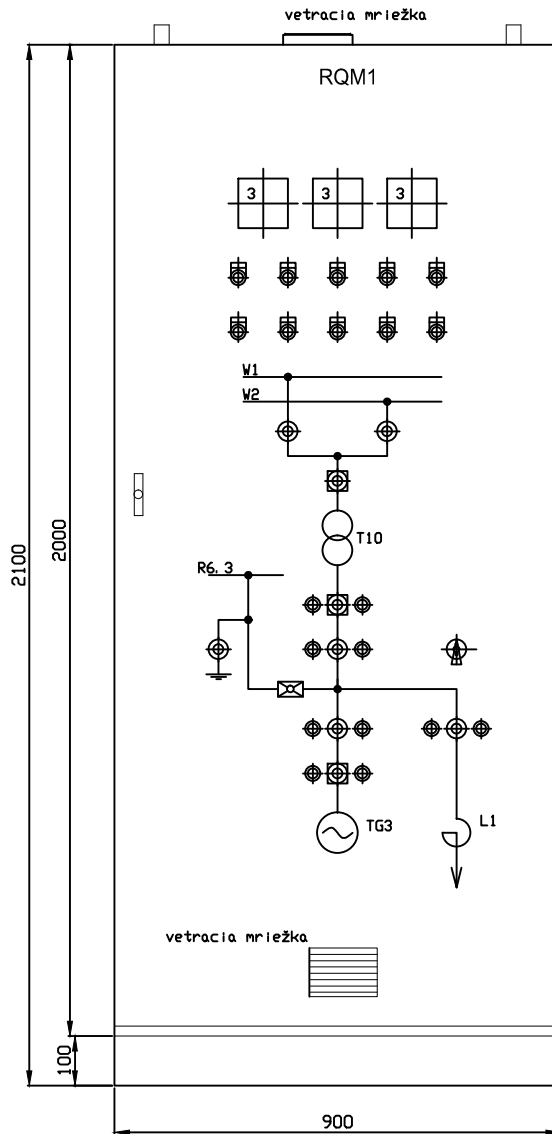 vetracia mriežka
RQM1
3 3 3
W1
W2
T10
R6.3
TG3
L1
vetracia mriežka
2100
2000
100
900